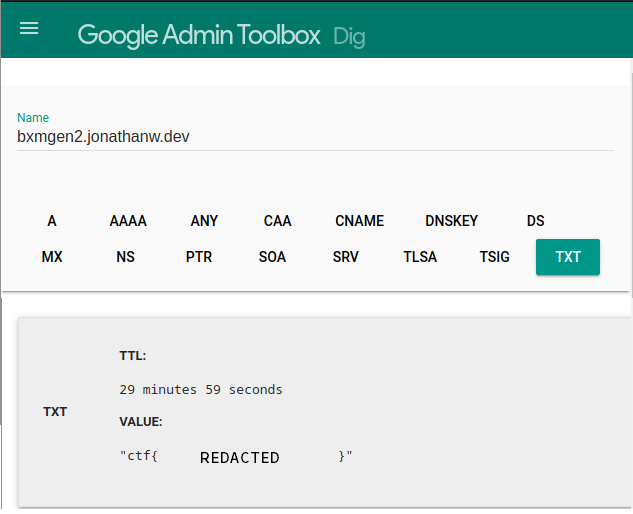 Google Admin Toolbox Dig
Name
bxmgen2.jonathanw.dev
A AAAA ANY CAA CNAME DNSKEY DS
MX NS PTR SOA SRV TLSA TSIG TXT
TTL:
29 minutes 59 seconds
TXT
VALUE:
"ctf{ REDACTED }"